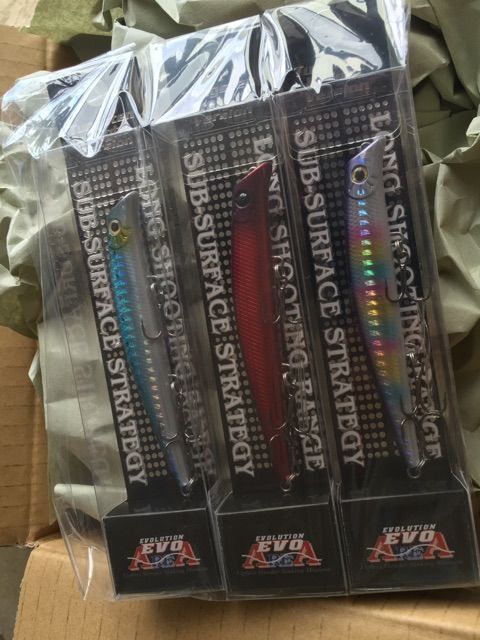 LONG SHOOTING RANGE
SUB-SURFACE STRATEGY
LONG SHOOTING RANGE
SUB-SURFACE STRATEGY
LONG SHOOTING RANGE
SUB-SURFACE STRATEGY
EVOLUTION
EVO
EVOLUTION
EVO
EVOLUTION
EVO